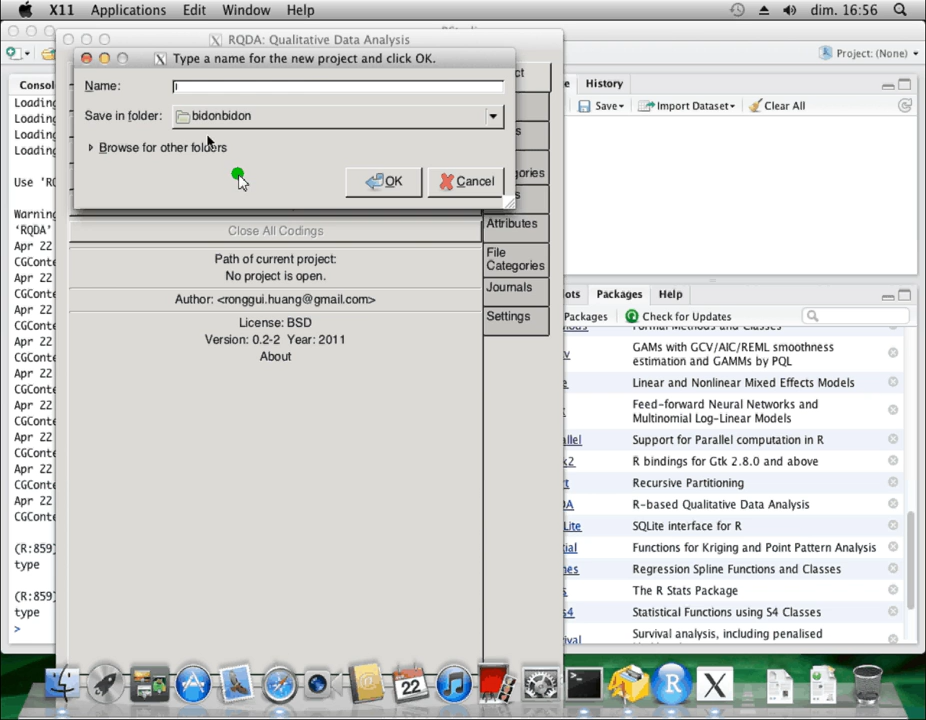 X11 Applications Edit Window Help dim. 16:56
RQDA: Qualitative Data Analysis
Type a name for the new project and click OK.
Project: (None)
Name:
Save in folder: bidonbidon
Browse for other folders
OK Cancel
History
Save Import Dataset Clear All
Loading
Loading
Loading
Loading
Use 'RQ
Warning
'RQDA'
Apr 22
CGConte
Apr 22
CGConte
Apr 22
CGConte
Apr 22
CGConte
Apr 22
CGConte
Apr 22
CGConte
Apr 22
CGConte
Apr 22
CGConte
Apr 22
CGConte
(R:859)
type
(R:859)
type
>
Close All Codings
Path of current project:
No project is open.
Author: <ronggui.huang@gmail.com>
License: BSD
Version: 0.2-2 Year: 2011
About
Attributes
File
Categories
Journals
Settings
Packages Help
Packages Check for Updates
Formal Methods and Classes
GAMs with GCV/AIC/REML smoothness
estimation and GAMMs by PQL
Linear and Nonlinear Mixed Effects Models
Feed-forward Neural Networks and
Multinomial Log-Linear Models
Support for Parallel computation in R
R bindings for Gtk 2.8.0 and above
Recursive Partitioning
R-based Qualitative Data Analysis
SQLite interface for R
Functions for Kriging and Point Pattern Analysis
Regression Spline Functions and Classes
The R Stats Package
Statistical Functions using S4 Classes
Survival analysis, including penalised
22